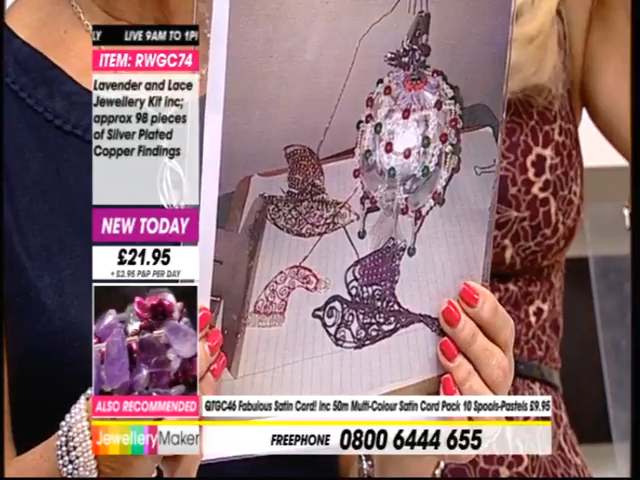 LY LIVE 9AM TO 1P
ITEM: RWGC74
Lavender and Lace
Jewellery Kit inc;
approx 98 pieces
of Silver Plated
Copper Findings
NEW TODAY
£21.95
+ £2.95 P&P PER DAY
ALSO RECOMMENDED
QTGC46 Fabulous Satin Cord! Inc 50m Multi-Colour Satin Cord Pack 10 Spools-Pastels £9.95
JewelleryMaker
FREEPHONE 0800 6444 655